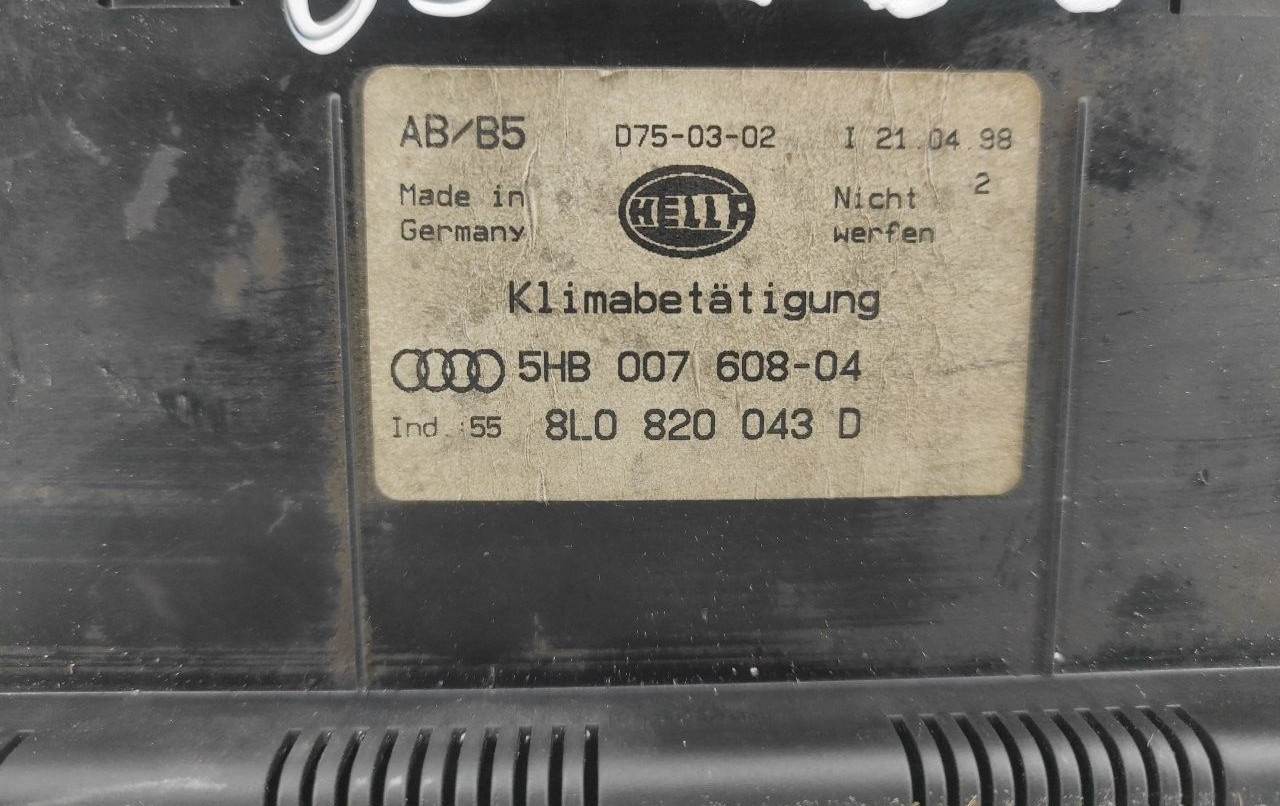 AB/B5 D75-03-02 I 21.04.98
Made in Nicht 2
Germany HELLA werfen
Klimabetätigung
5HB 007 608-04
Ind.:55 8L0 820 043 D